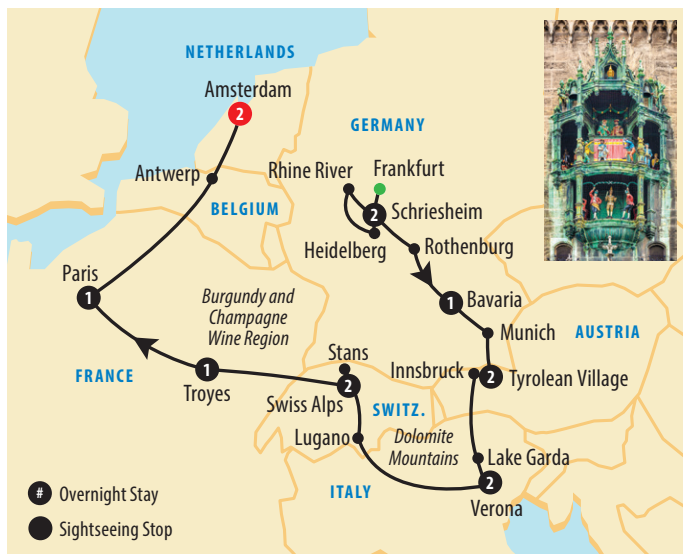 NETHERLANDS
Amsterdam
2
GERMANY
Antwerp
Rhine River
Frankfurt
BELGIUM
2
Schriesheim
Heidelberg
Rothenburg
Paris
1
Burgundy and
Champagne
Wine Region
1
Bavaria
Munich
AUSTRIA
FRANCE
1
Troyes
Stans
2
Swiss Alps
SWITZ.
Innsbruck
2
Tyrolean Village
Lugano
Dolomite
Mountains
Lake Garda
ITALY
2
Verona
# Overnight Stay
Sightseeing Stop